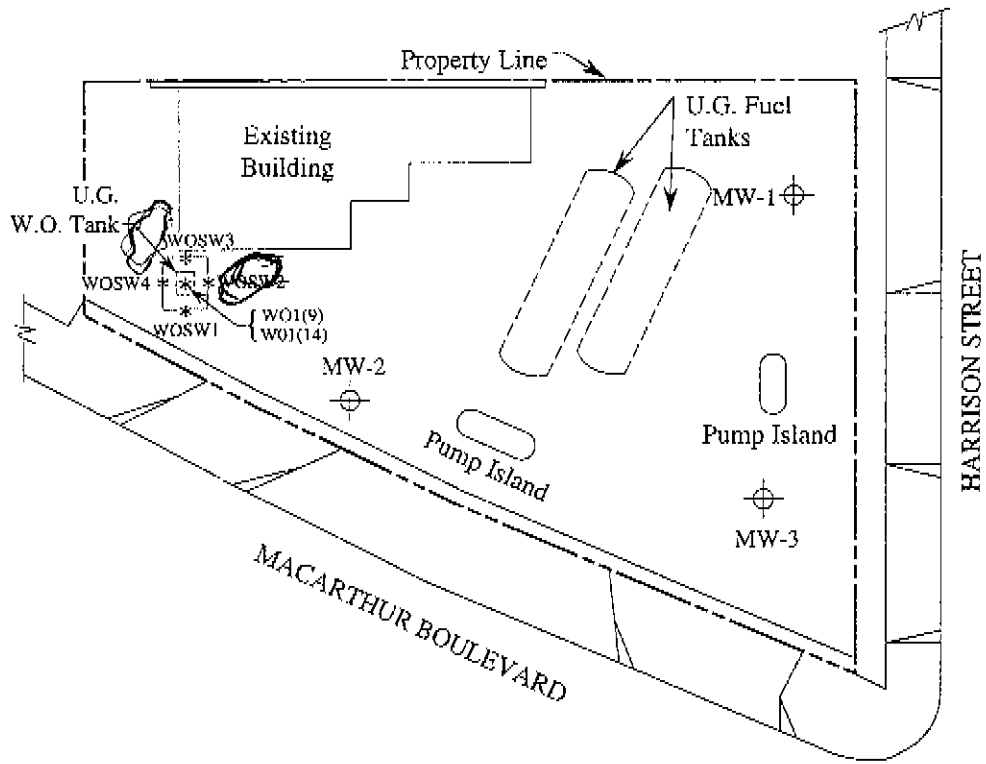 Property Line
U.G. Fuel
Tanks
Existing
Building
U.G.
W.O. Tank
MW-1
WOSW3
WOSW4
WOSW2
WOSW1
WO1(9)
WO1(14)
MW-2
Pump Island
Pump Island
MW-3
HARRISON STREET
MACARTHUR BOULEVARD